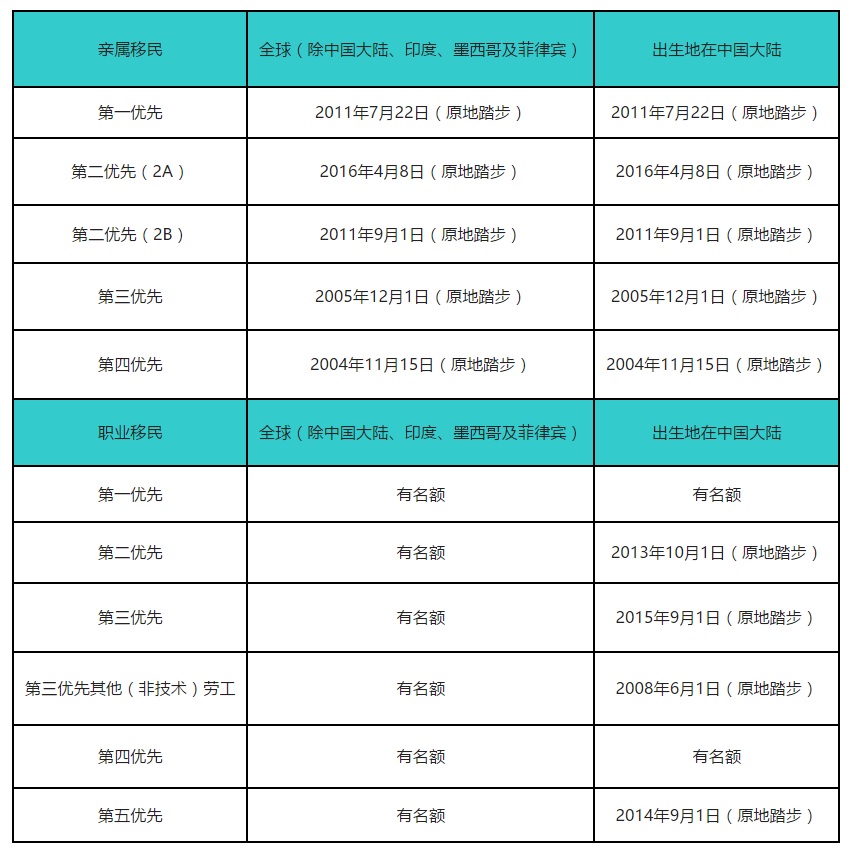 亲属移民 全球（除中国大陆、印度、墨西哥及菲律宾） 出生地在中国大陆
第一优先 2011年7月22日（原地踏步） 2011年7月22日（原地踏步）
第二优先（2A） 2016年4月8日（原地踏步） 2016年4月8日（原地踏步）
第二优先（2B） 2011年9月1日（原地踏步） 2011年9月1日（原地踏步）
第三优先 2005年12月1日（原地踏步） 2005年12月1日（原地踏步）
第四优先 2004年11月15日（原地踏步） 2004年11月15日（原地踏步）
职业移民 全球（除中国大陆、印度、墨西哥及菲律宾） 出生地在中国大陆
第一优先 有名额 有名额
第二优先 有名额 2013年10月1日（原地踏步）
第三优先 有名额 2015年9月1日（原地踏步）
第三优先其他（非技术）劳工 有名额 2008年6月1日（原地踏步）
第四优先 有名额 有名额
第五优先 有名额 2014年9月1日（原地踏步）